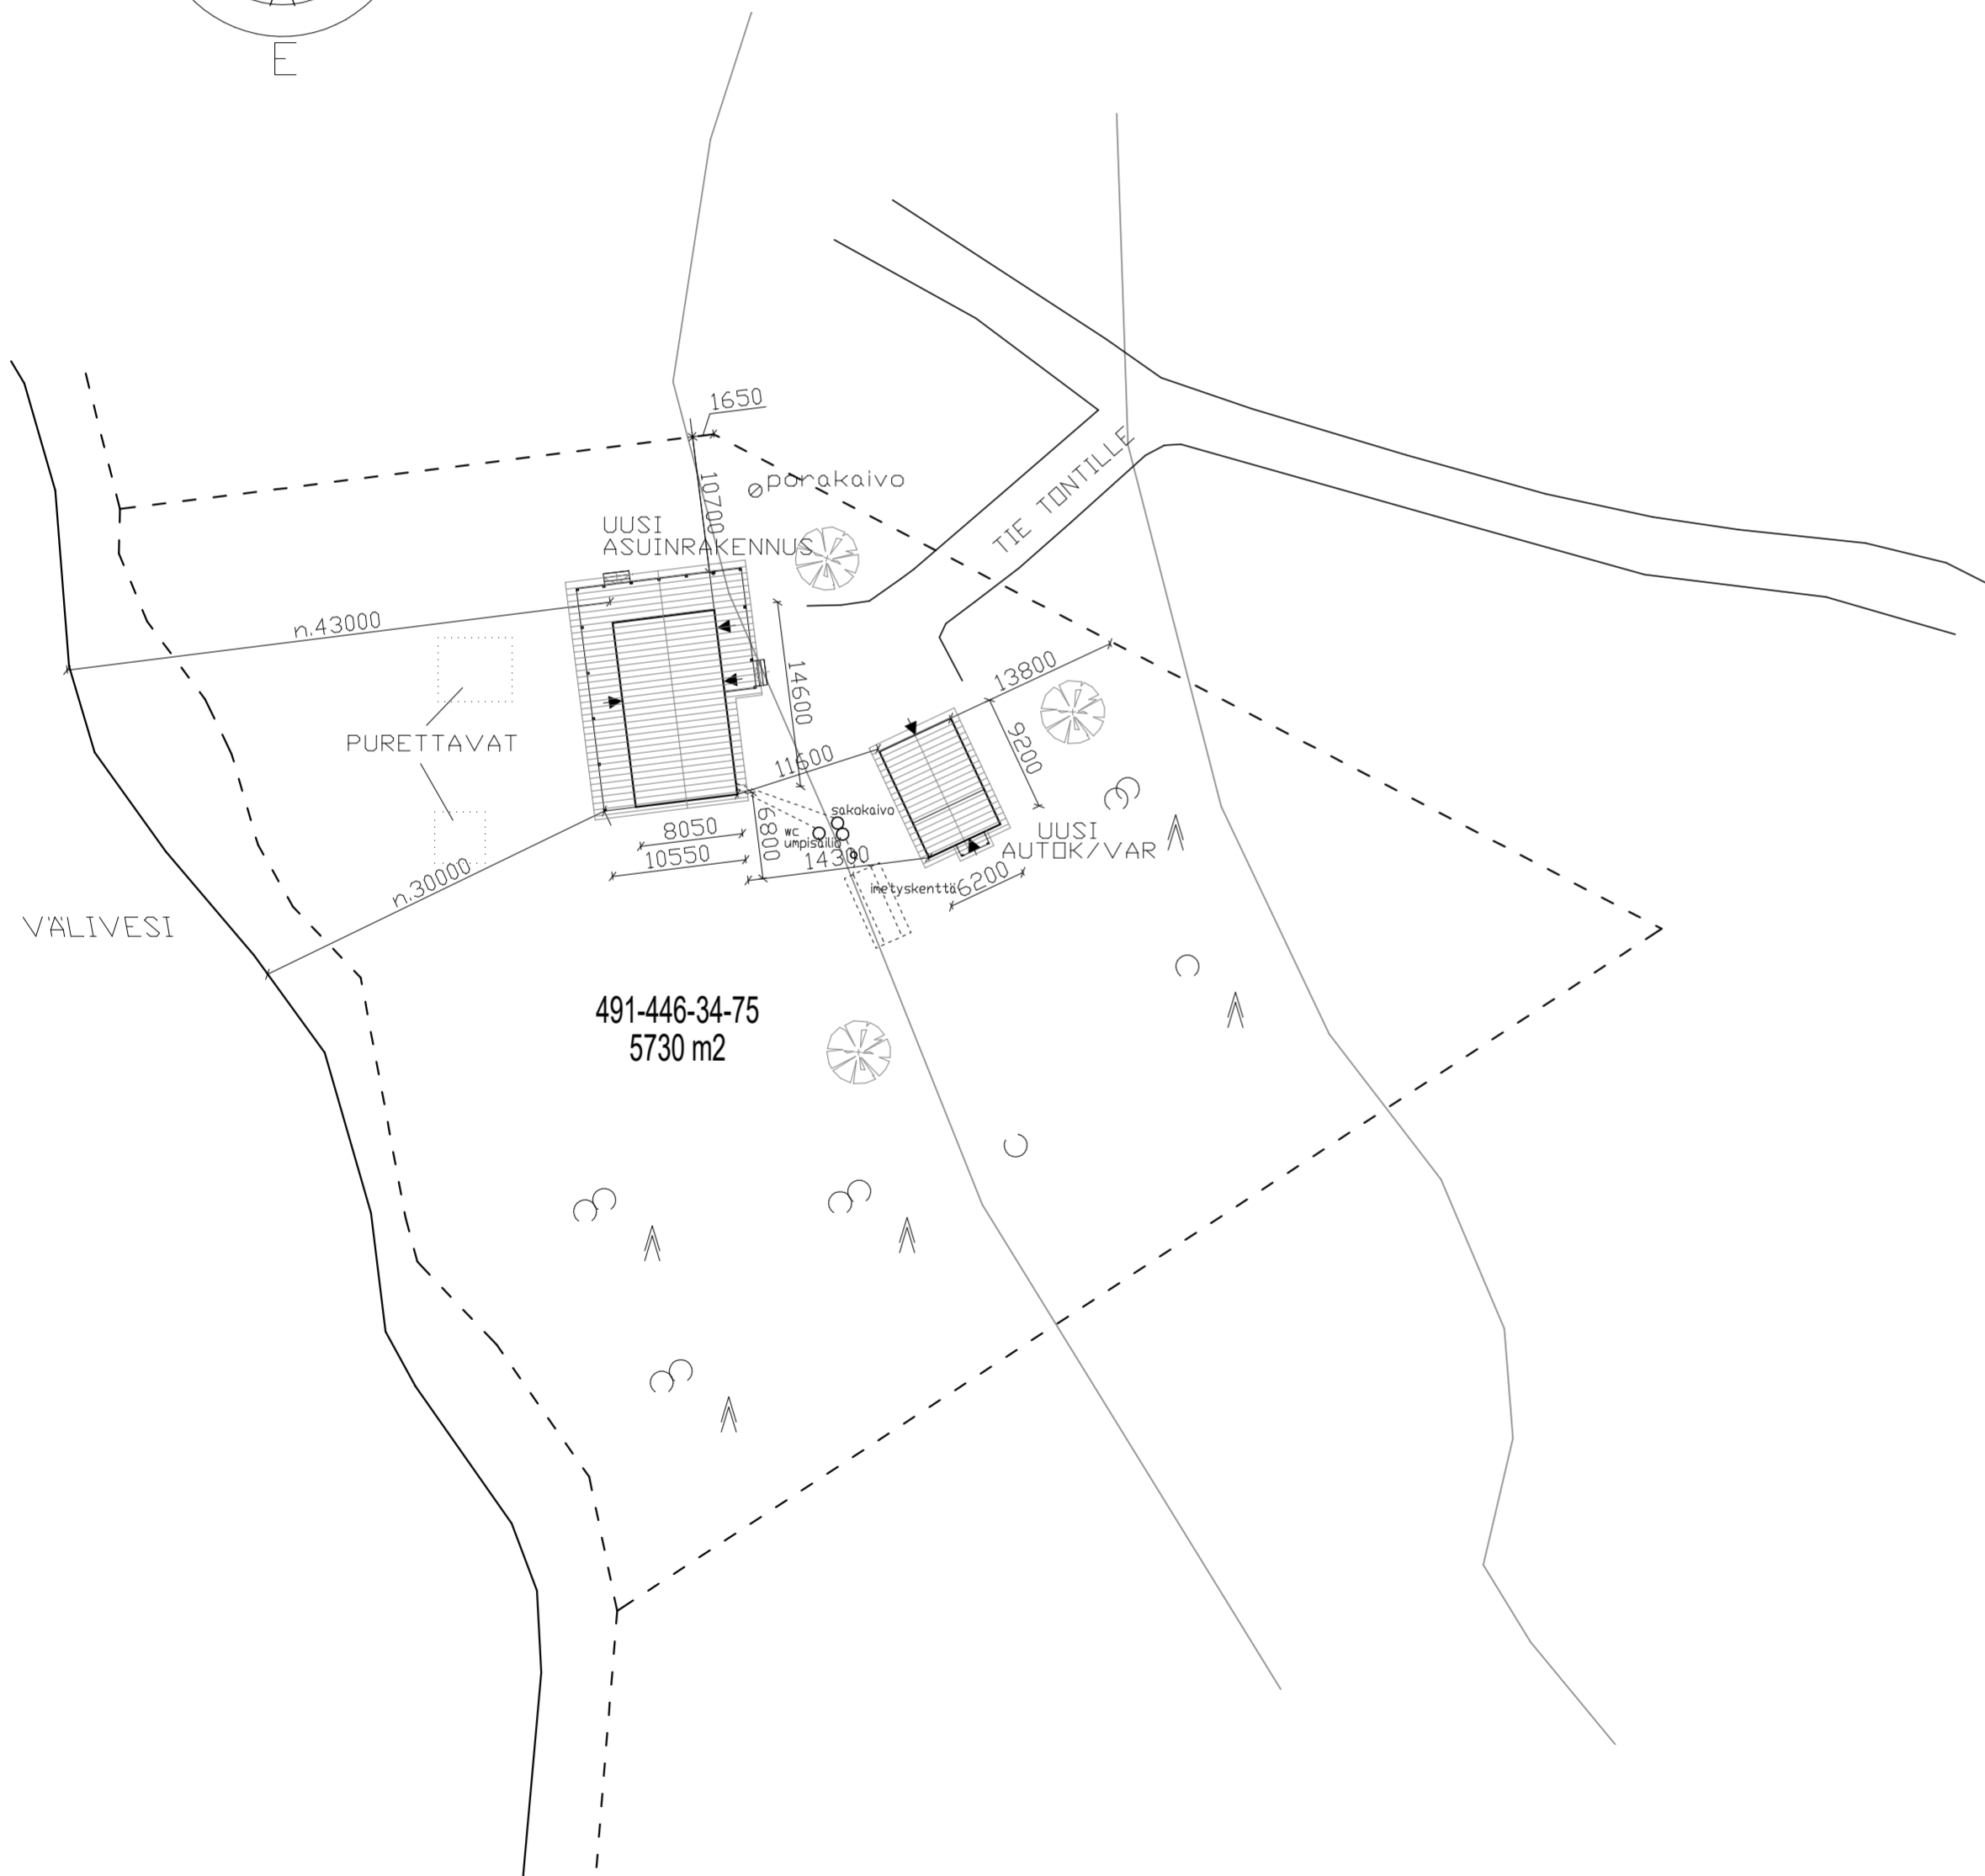 E
1650
porakaivo
10700
TIE TONTILLE
UUSI
ASUINRAKENNUS
n.43000
14600
13800
PURETTAVAT
9200
11600
sakokaivo
8050
wc
umpisäiliö
6800
UUSI
AUTOK/VAR
10550
14300
imetyskenttä
6200
n.30000
VÄLIVESI
491-446-34-75
5730 m2